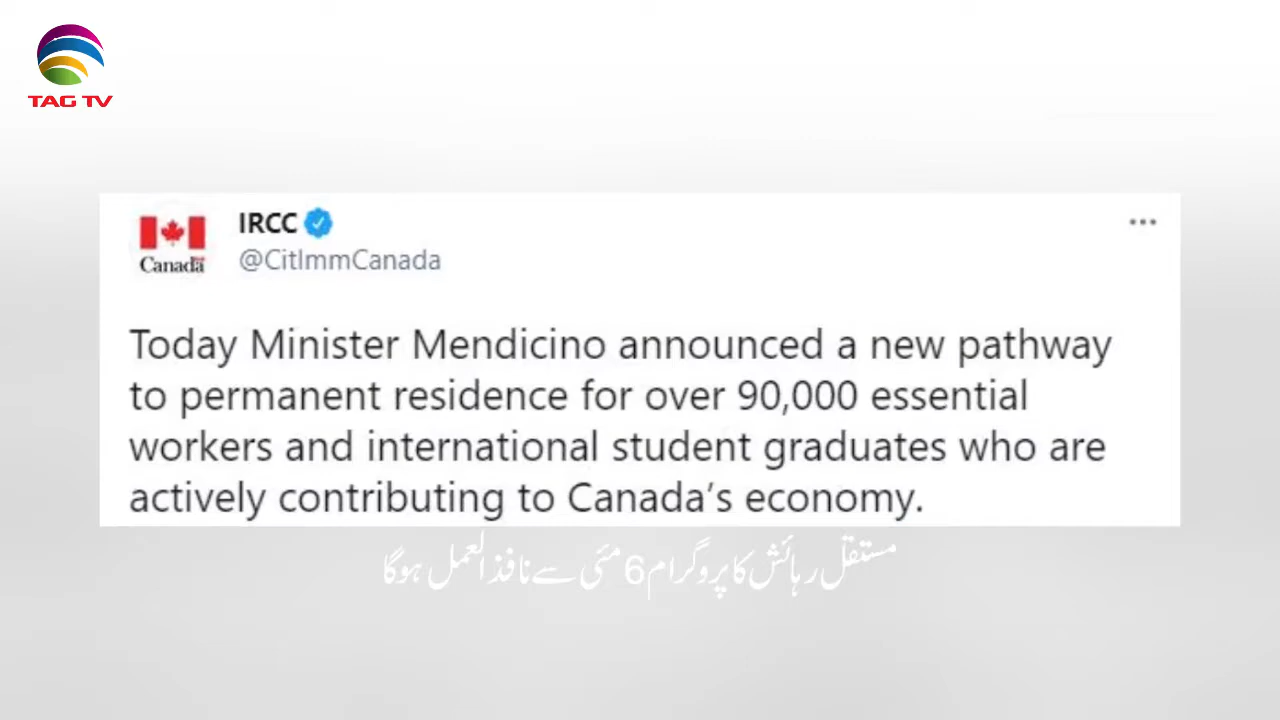 TAG TV
IRCC
@CitImmCanada
Canada
Today Minister Mendicino announced a new pathway
to permanent residence for over 90,000 essential
workers and international student graduates who are
actively contributing to Canada's economy.
مستقل رہائش کا پروگرام 6 مئی سے نافذ العمل ہوگا